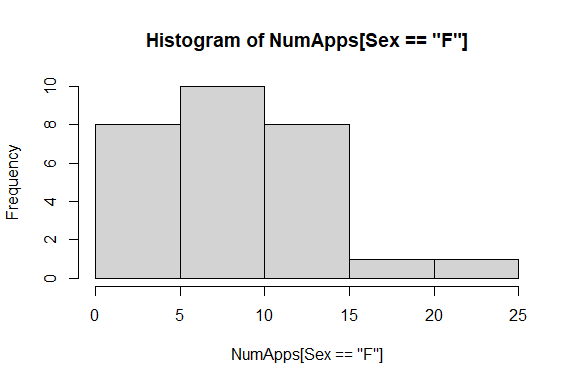 Histogram of NumApps[Sex == "F"]
Frequency
10
8
6
4
2
0
0 5 10 15 20 25
NumApps[Sex == "F"]